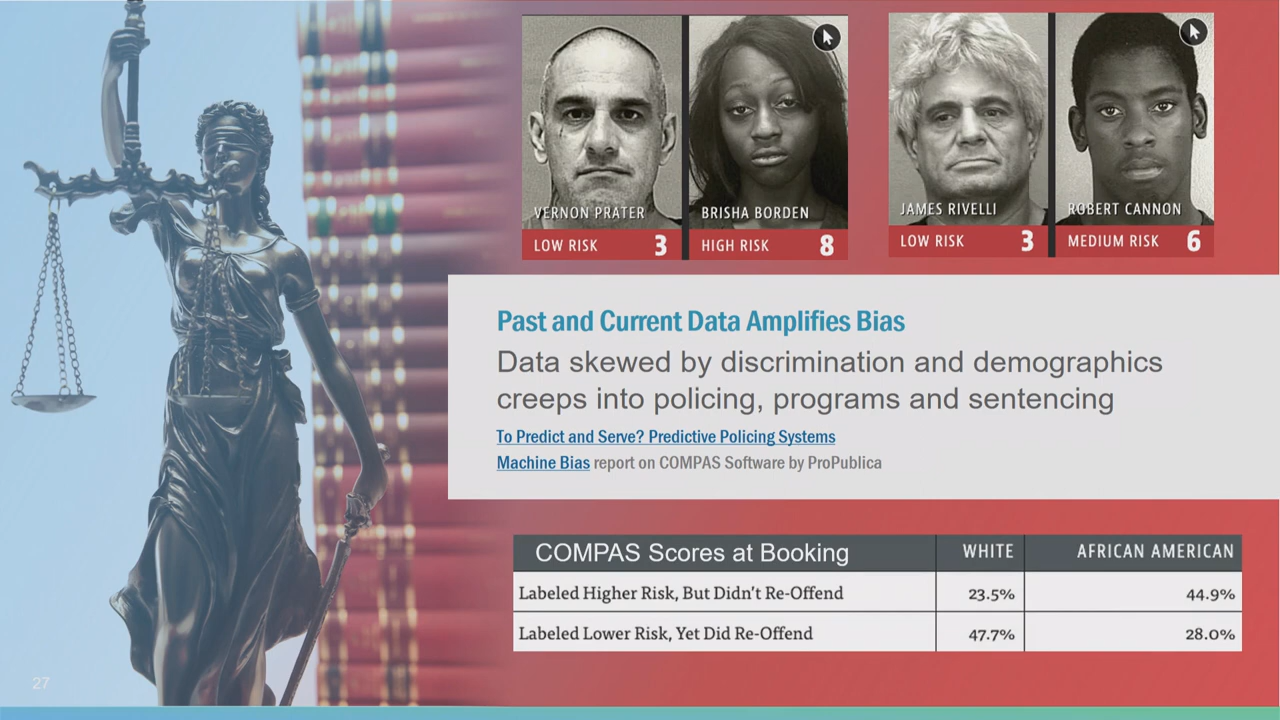 VERNON PRATER
LOW RISK 3
BRISHA BORDEN
HIGH RISK 8
JAMES RIVELLI
LOW RISK 3
ROBERT CANNON
MEDIUM RISK 6
Past and Current Data Amplifies Bias
Data skewed by discrimination and demographics
creeps into policing, programs and sentencing
To Predict and Serve? Predictive Policing Systems
Machine Bias report on COMPAS Software by ProPublica
COMPAS Scores at Booking WHITE AFRICAN AMERICAN
Labeled Higher Risk, But Didn't Re-Offend 23.5% 44.9%
Labeled Lower Risk, Yet Did Re-Offend 47.7% 28.0%
27